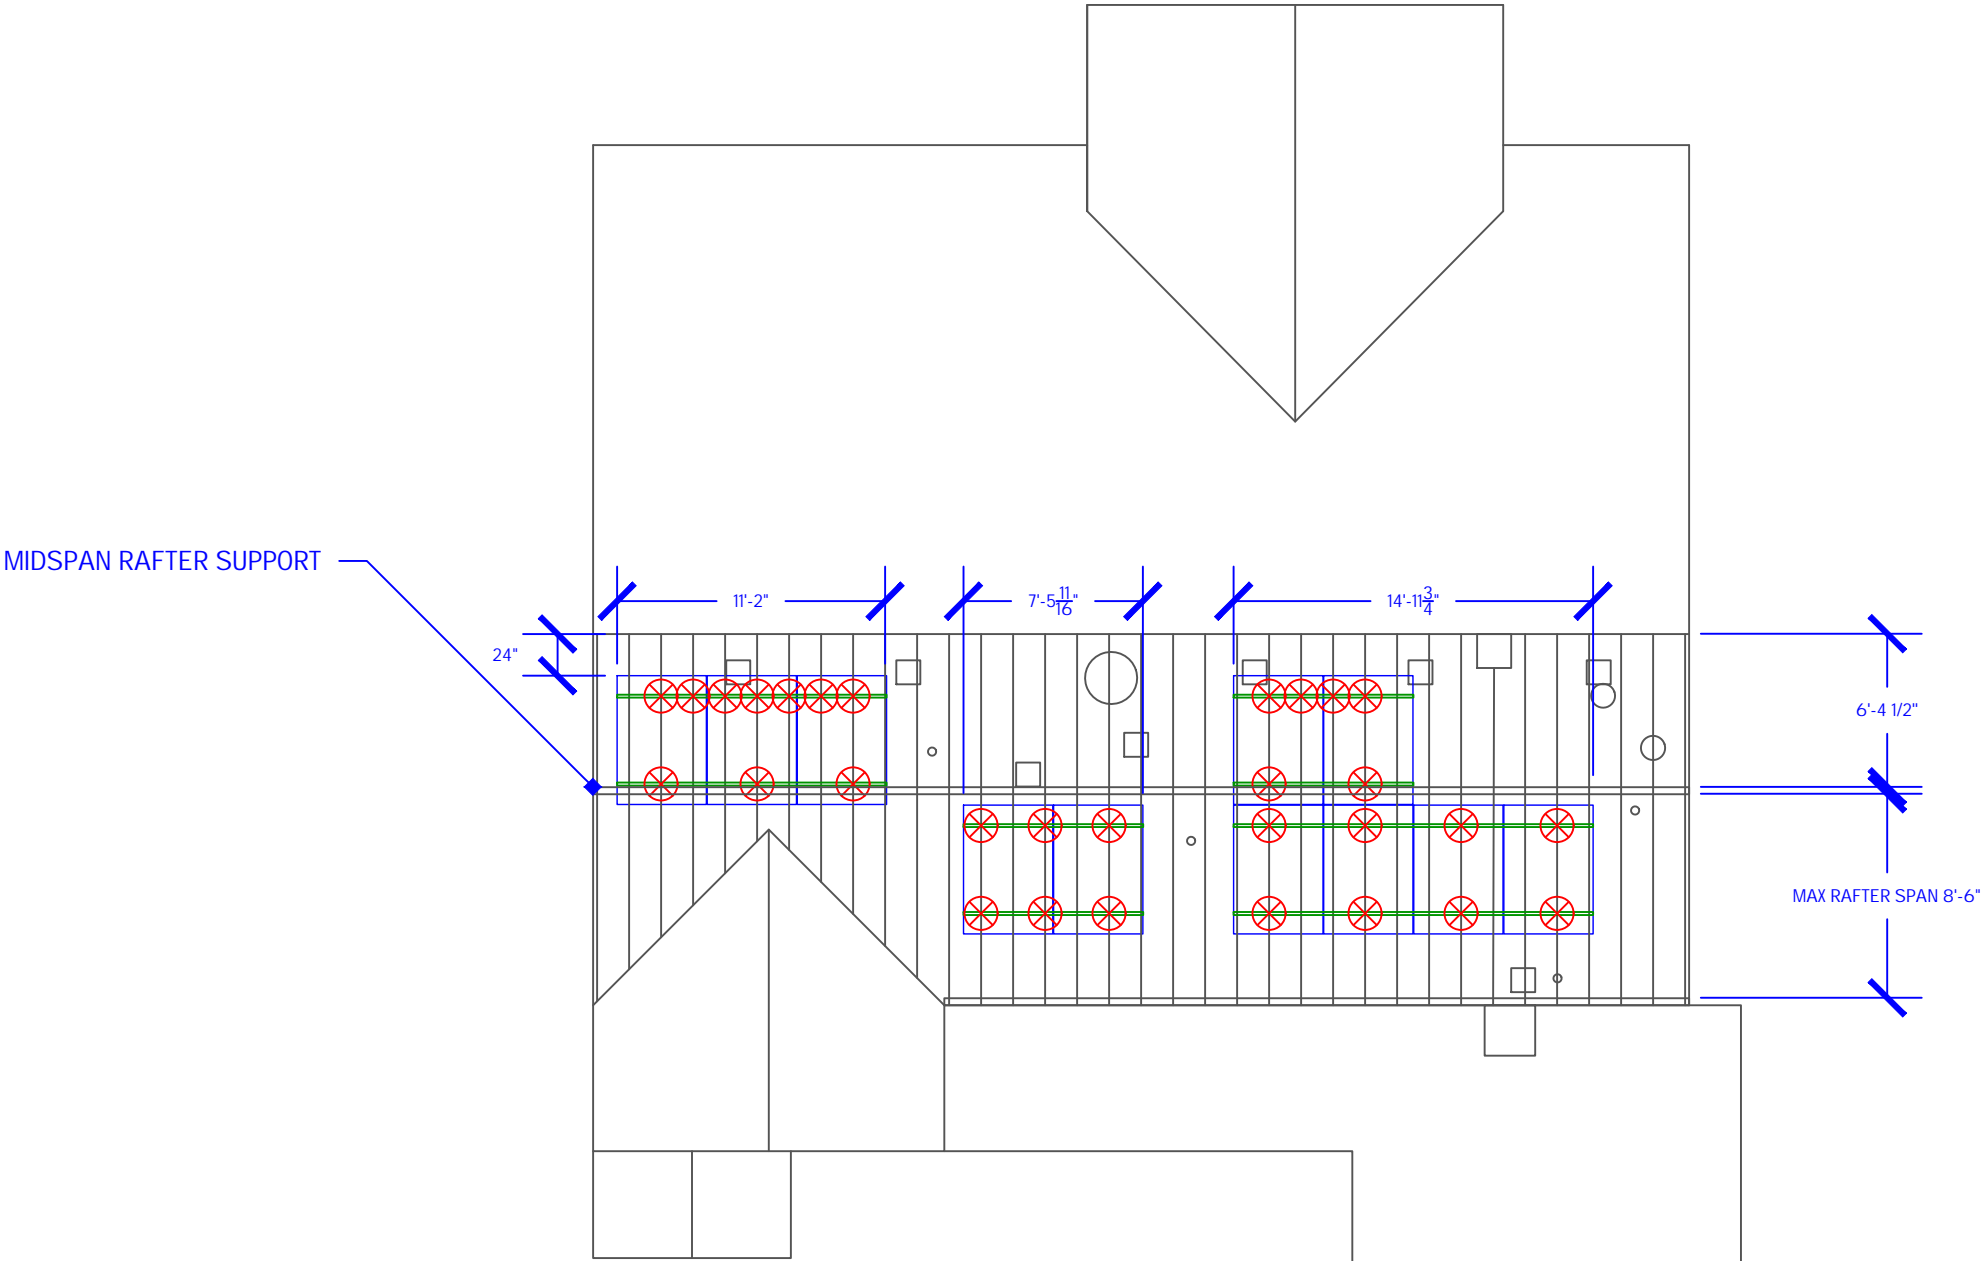 MIDSPAN RAFTER SUPPORT
11'-2"
7'-5 11/16"
14'-11 3/4"
24"
6'-4 1/2"
MAX RAFTER SPAN 8'-6"